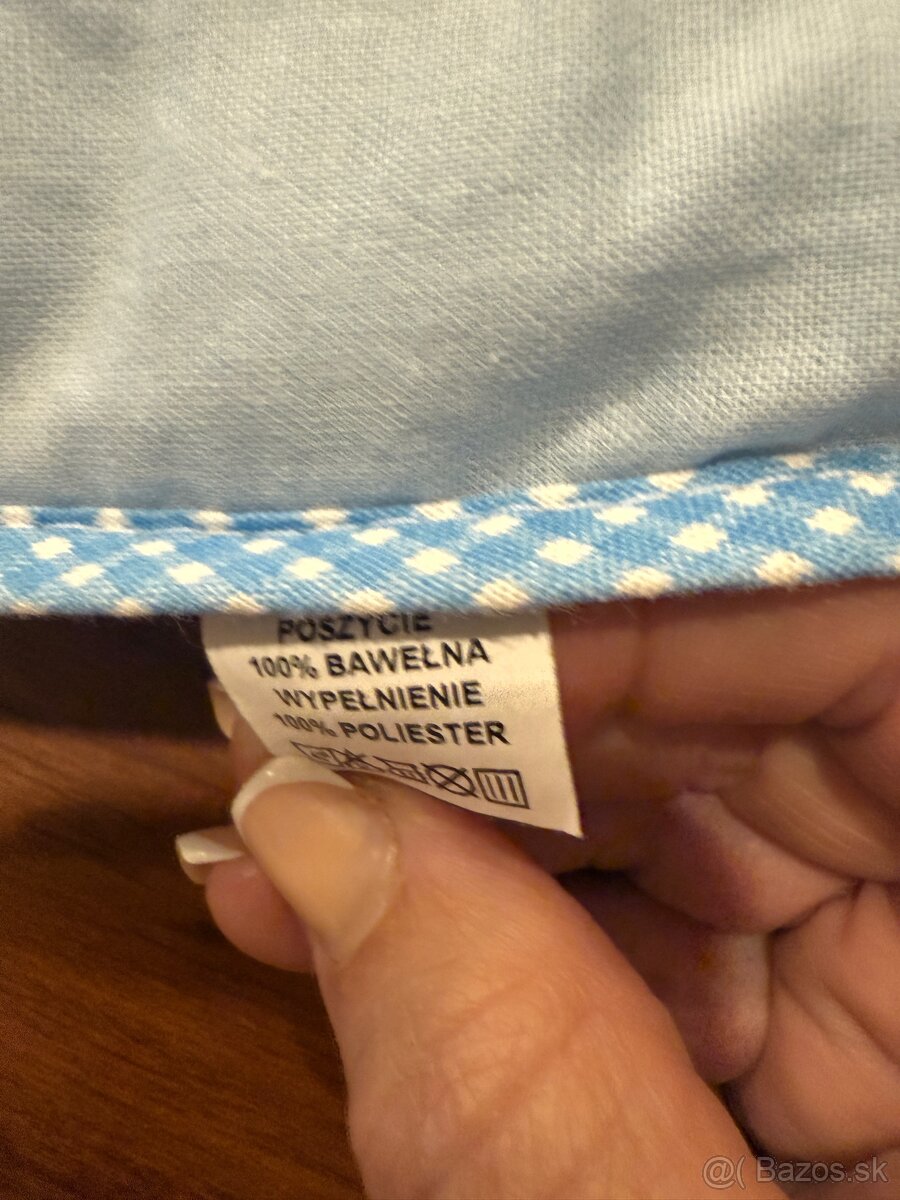 POSZYCIE
100% BAWEŁNA
WYPEŁNIENIE
100% POLIESTER
@( Bazos.sk